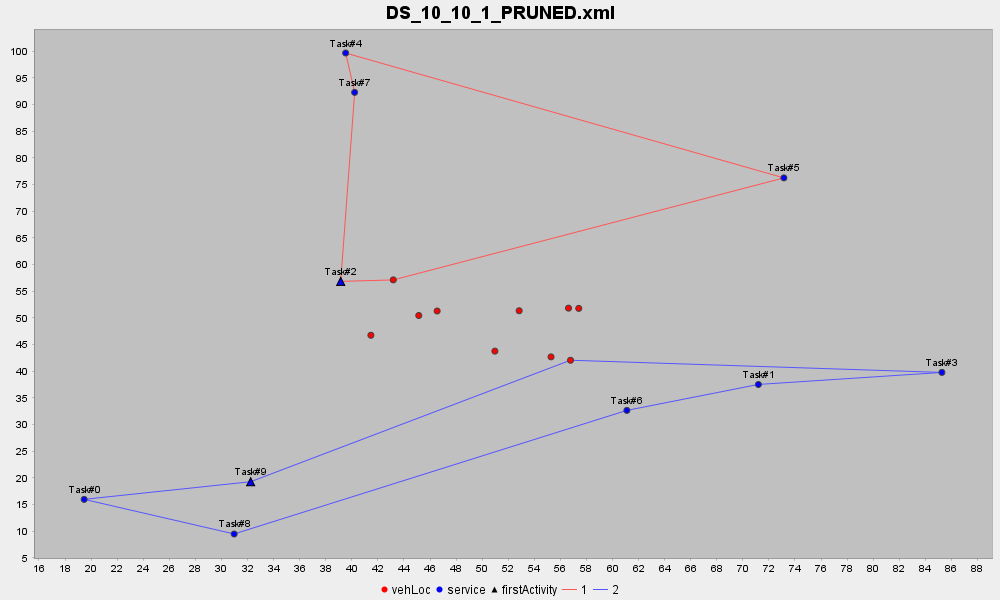 DS_10_10_1_PRUNED.xml
Task#4
Task#7
Task#5
Task#2
Task#3
Task#1
Task#6
Task#9
Task#0
Task#8
100
95
90
85
80
75
70
65
60
55
50
45
40
35
30
25
20
15
10
5
16 18 20 22 24 26 28 30 32 34 36 38 40 42 44 46 48 50 52 54 56 58 60 62 64 66 68 70 72 74 76 78 80 82 84 86 88
vehLoc service firstActivity 1 2